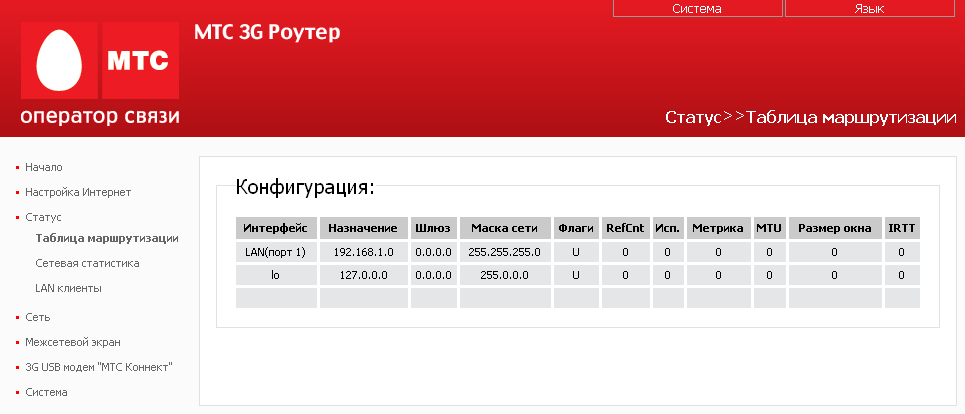 Система Язык
МТС 3G Роутер
МТС
оператор связи
Статус>>Таблица маршрутизации
Начало
Настройка Интернет
Статус
Таблица маршрутизации
Сетевая статистика
LAN клиенты
Сеть
Межсетевой экран
3G USB модем "МТС Коннект"
Система
Конфигурация:
Интерфейс Назначение Шлюз Маска сети Флаги RefCnt Исп. Метрика MTU Размер окна IRTT
LAN(порт 1) 192.168.1.0 0.0.0.0 255.255.255.0 U 0 0 0 0 0 0
lo 127.0.0.0 0.0.0.0 255.0.0.0 U 0 0 0 0 0 0